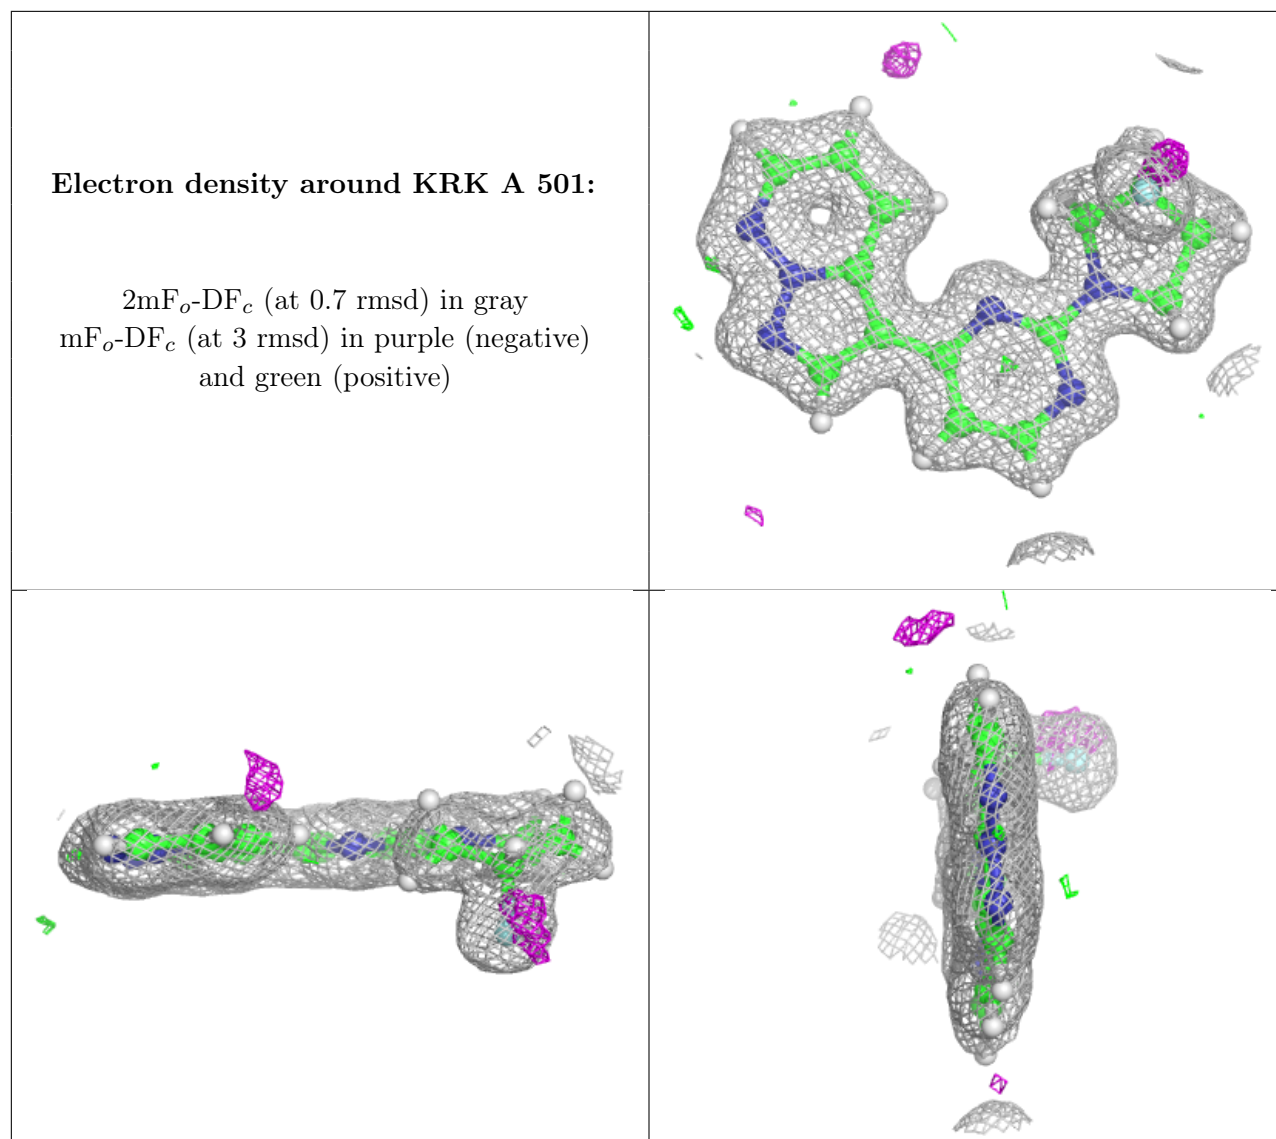 Electron density around KRK A 501:
2mFo-DFc (at 0.7 rmsd) in gray
mFo-DFc (at 3 rmsd) in purple (negative)
and green (positive)